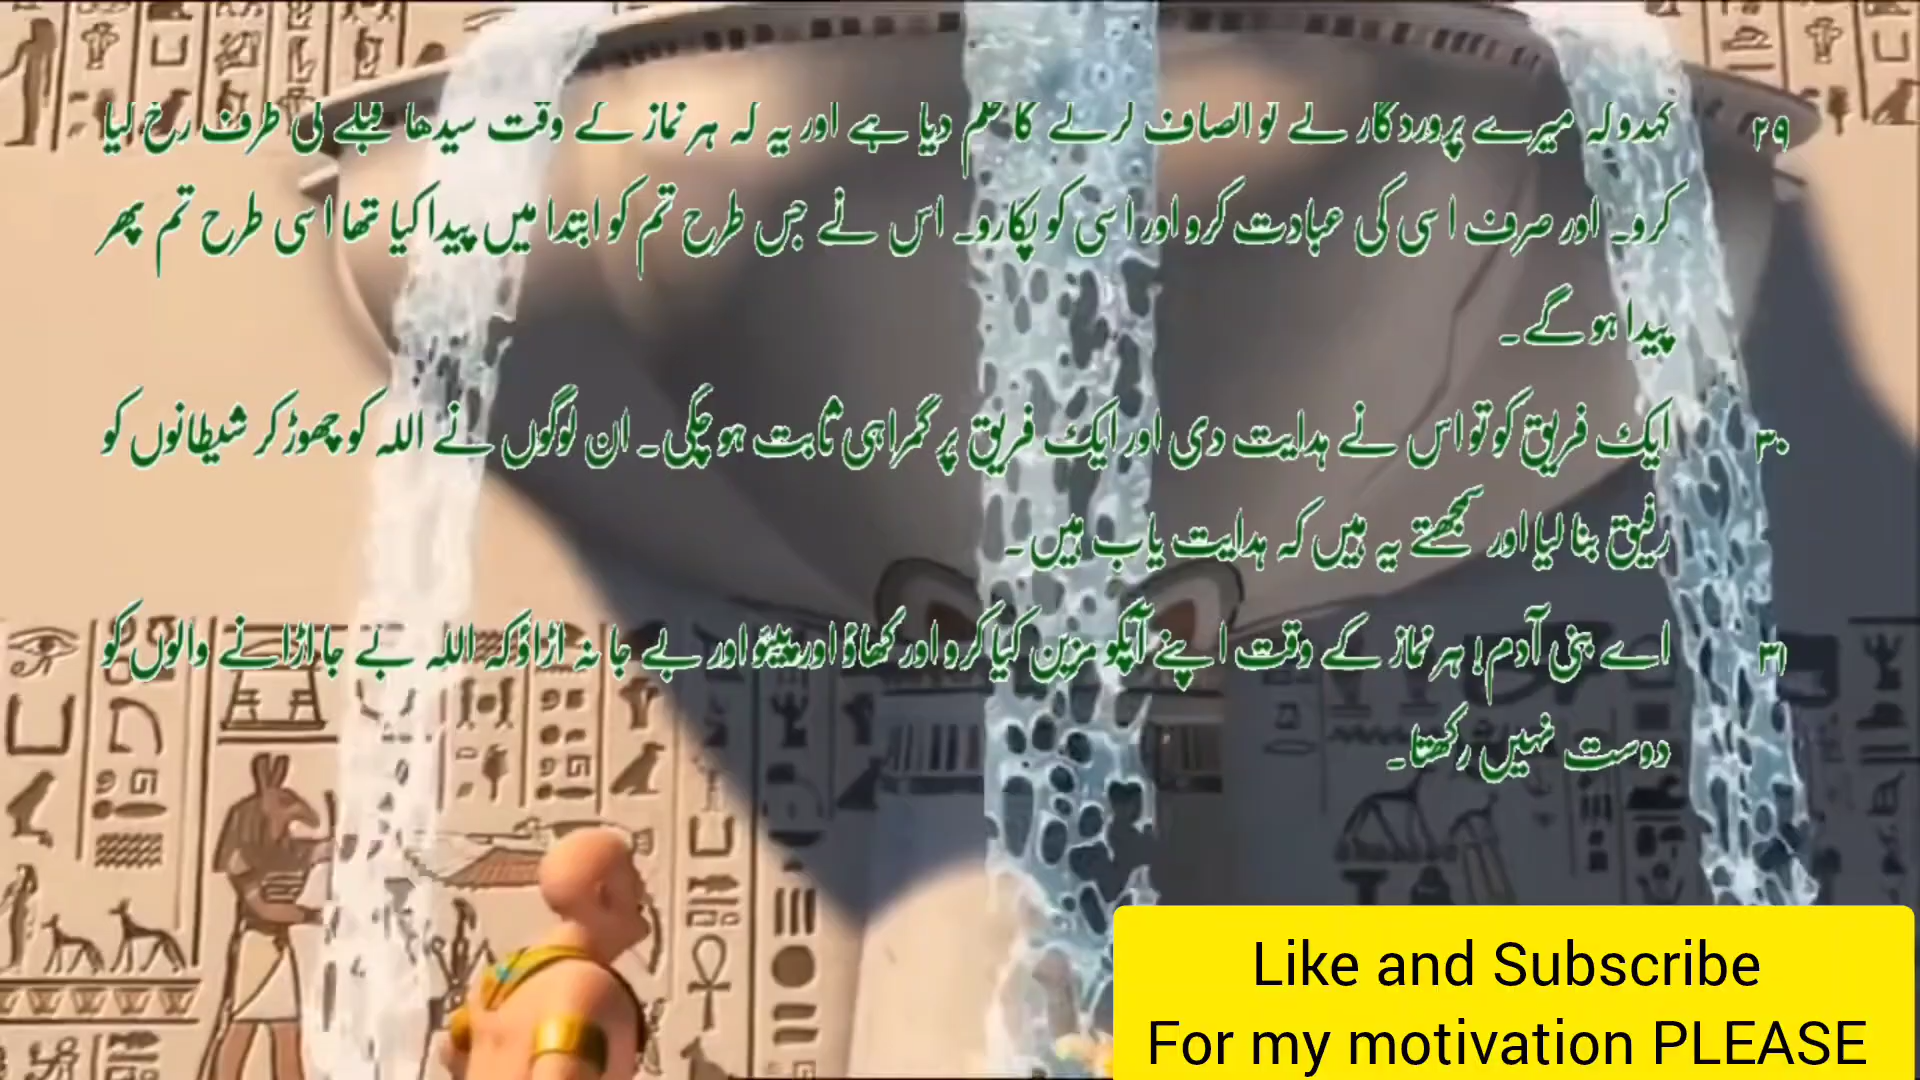 ۲۹ کہدو کہ میرے پروردگار نے تو انصاف کرنے کا حکم دیا ہے اور یہ کہ ہر نماز کے وقت سیدھا قبلے کی طرف رخ کیا
کرو۔ اور صرف اسی کی عبادت کرو اور اسی کو پکارو۔ اس نے جس طرح تم کو ابتدا میں پیدا کیا تھا اسی طرح تم پھر
پیدا ہو گے۔
۳۰ ایک فریق کو تو اس نے ہدایت دی اور ایک فریق پر گمراہی ثابت ہو چکی۔ ان لوگوں نے اللہ کو چھوڑ کر شیطانوں کو
رفیق بنا لیا اور سمجھتے یہ ہیں کہ ہدایت یاب ہیں۔
۳۱ اے بنی آدم! ہر نماز کے وقت اپنے آپکو مزین کیا کرو اور کھاؤ اور پیئو اور بے جا نہ اڑاؤ کہ اللہ بے جا اڑانے والوں کو
دوست نہیں رکھتا۔
Like and Subscribe
For my motivation PLEASE